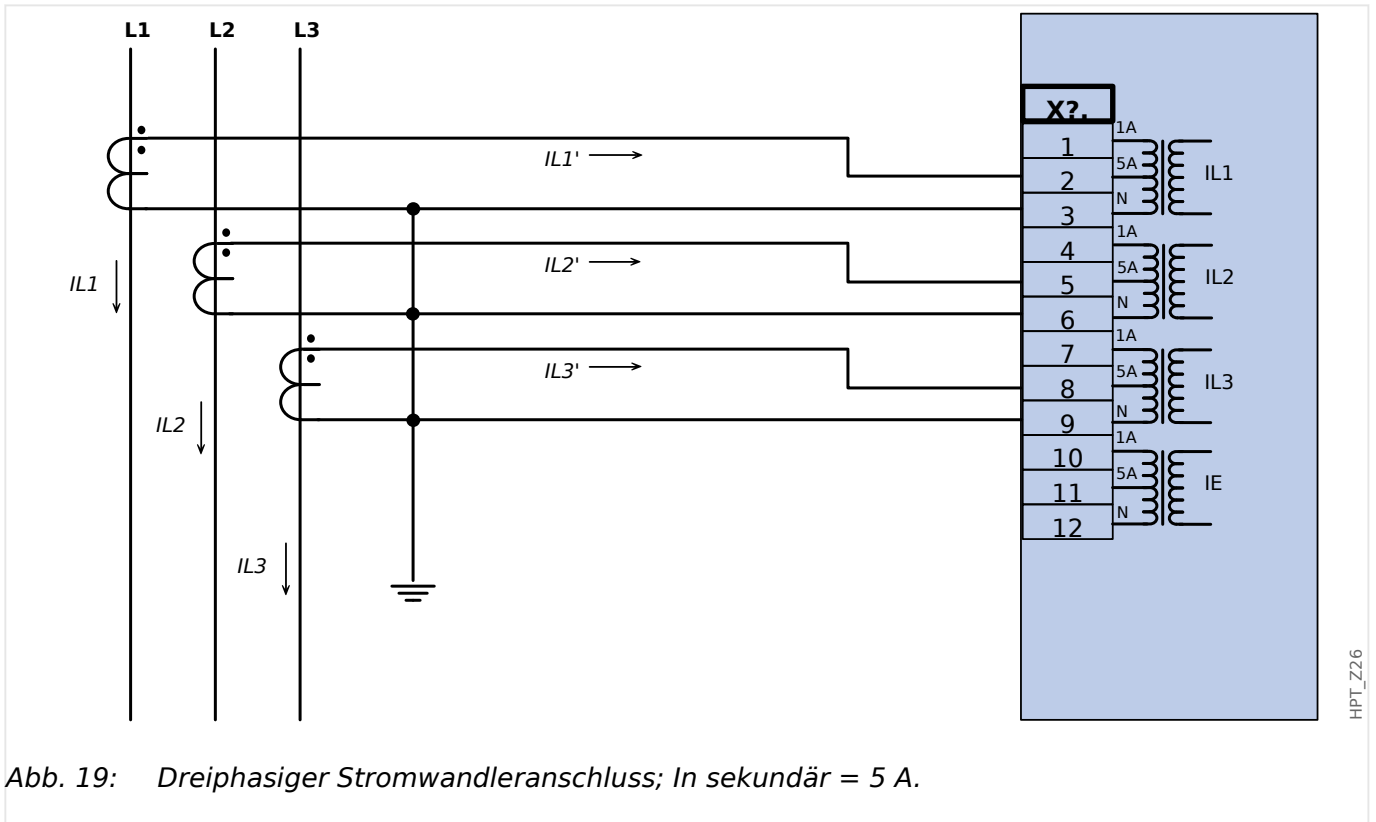 L1 L2 L3
X?.
1A
1
IL1'
5A
IL1
2
N
3
1A
4
IL2'
5A
IL2
IL1
5
N
6
1A
7
IL3'
5A
IL3
8
N
IL2
9
1A
10
5A
IE
11
N
12
IL3
HPT_Z26
Abb. 19: Dreiphasiger Stromwandleranschluss; In sekundär = 5 A.